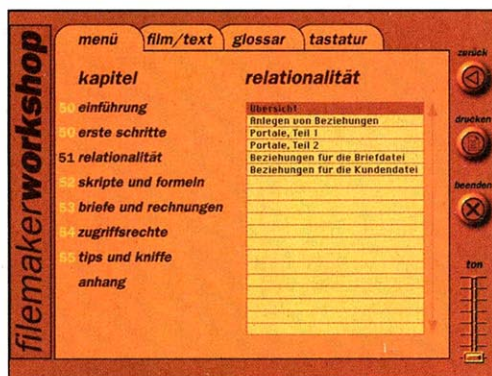 filemakerworkshop
menü film/text glossar tastatur
kapitel
50 einführung
50 erste schritte
51 relationalität
52 skripte und formeln
53 briefe und rechnungen
54 zugriffsrechte
55 tips und kniffe
anhang
relationalität
Übersicht
Anlegen von Beziehungen
Portale, Teil 1
Portale, Teil 2
Beziehungen für die Briefdatei
Beziehungen für die Kundendatei
zurück
drucken
beenden
ton